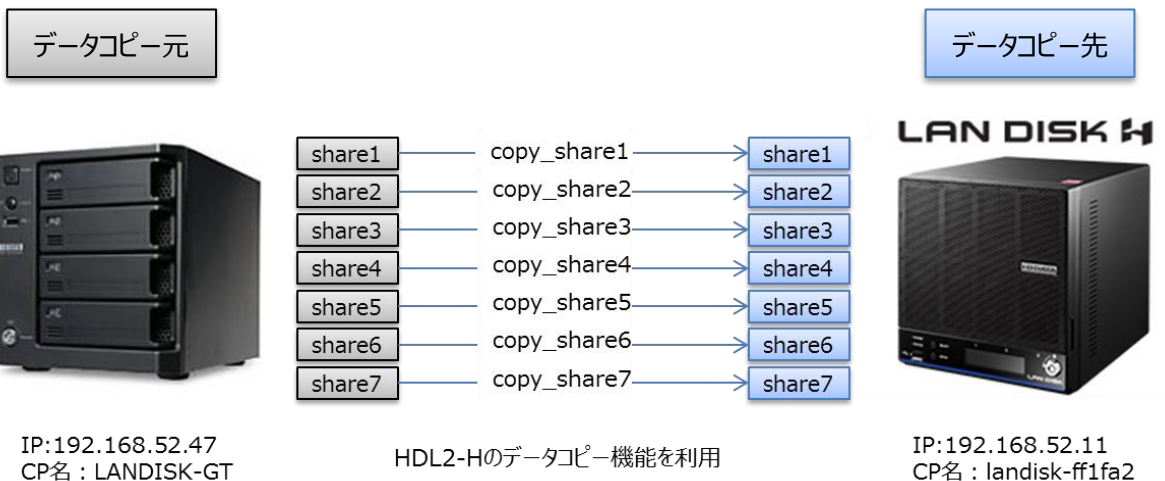 データコピー元
データコピー先
LAN DISK H
share1 copy_share1 share1
share2 copy_share2 share2
share3 copy_share3 share3
share4 copy_share4 share4
share5 copy_share5 share5
share6 copy_share6 share6
share7 copy_share7 share7
I-O DATA
LAN DISK
IP:192.168.52.47
CP名：LANDISK-GT
HDL2-Hのデータコピー機能を利用
IP:192.168.52.11
CP名：landisk-ff1fa2